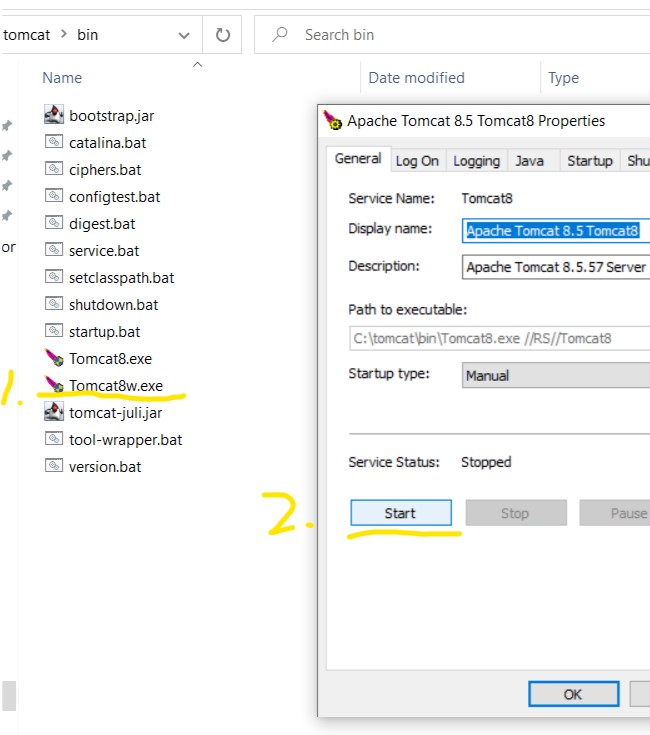 tomcat > bin
Search bin
Name
Date modified
Type
bootstrap.jar
catalina.bat
ciphers.bat
configtest.bat
digest.bat
service.bat
setclasspath.bat
shutdown.bat
startup.bat
Tomcat8.exe
1. Tomcat8w.exe
tomcat-juli.jar
tool-wrapper.bat
version.bat
or
Apache Tomcat 8.5 Tomcat8 Properties
General Log On Logging Java Startup Shu
Service Name: Tomcat8
Display name: Apache Tomcat 8.5 Tomcat8
Description: Apache Tomcat 8.5.57 Server
Path to executable:
C:\tomcat\bin\Tomcat8.exe //RS//Tomcat8
Startup type: Manual
Service Status: Stopped
2. Start Stop Pause
OK